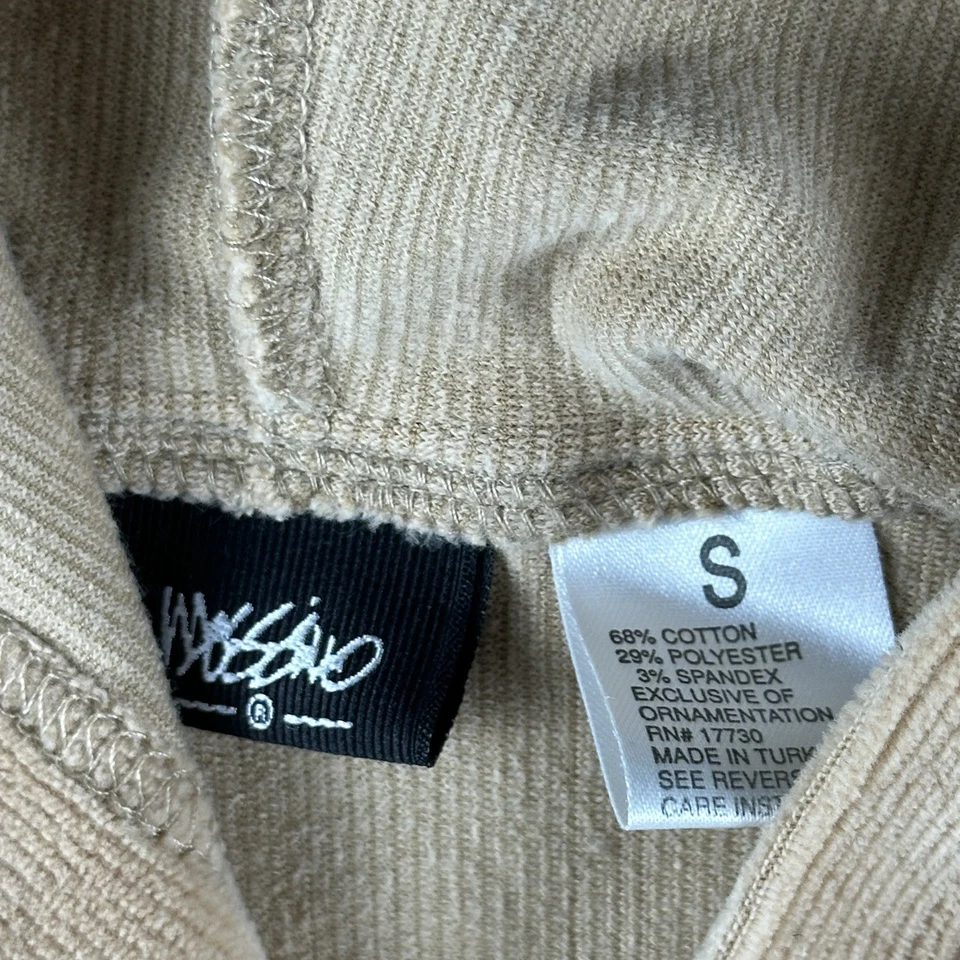 Mossimo
®
S
68% COTTON
29% POLYESTER
3% SPANDEX
EXCLUSIVE OF
ORNAMENTATION
RN# 17730
MADE IN TURK
SEE REVERS
CARE INST